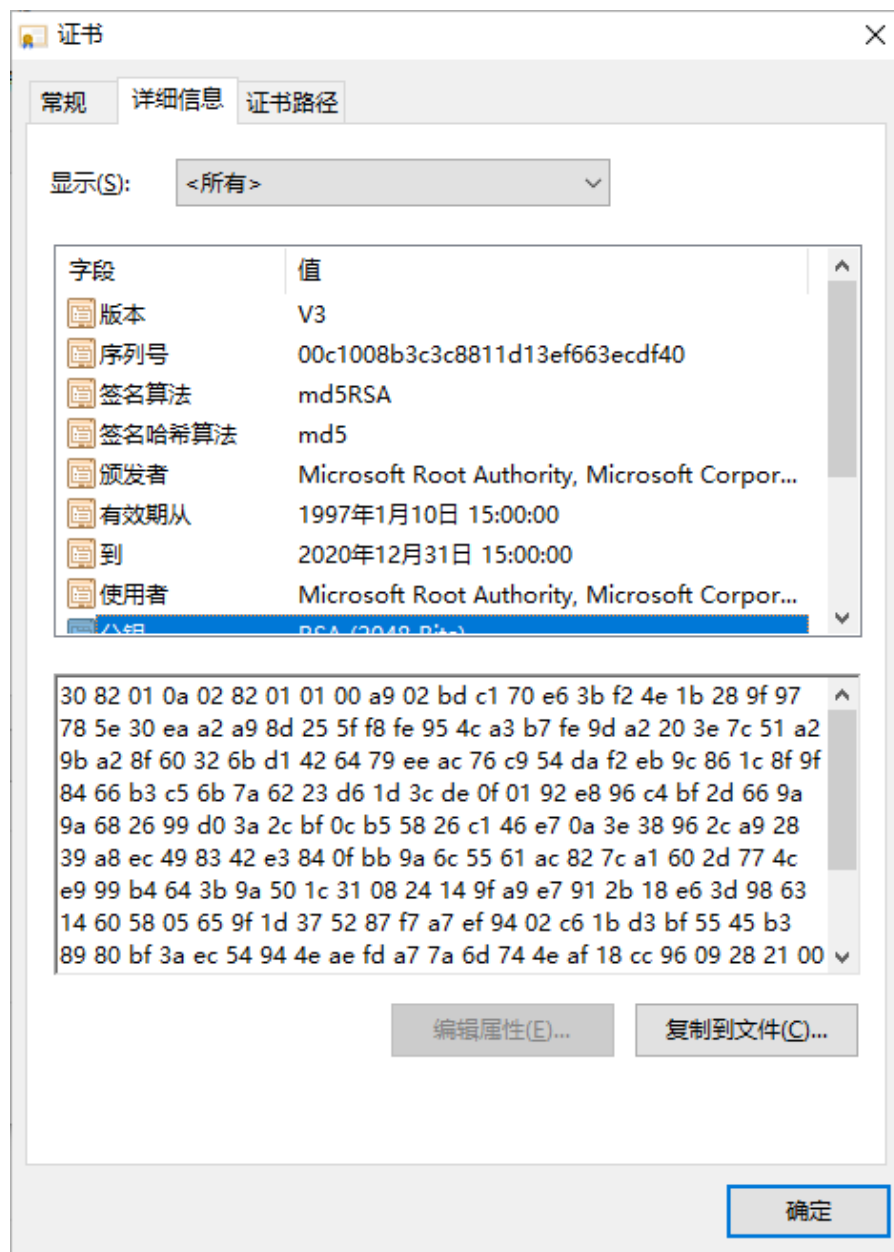 证书
常规 详细信息 证书路径
显示(S): <所有>
字段 值
版本 V3
序列号 00c1008b3c3c8811d13ef663ecdf40
签名算法 md5RSA
签名哈希算法 md5
颁发者 Microsoft Root Authority, Microsoft Corpor...
有效期从 1997年1月10日 15:00:00
到 2020年12月31日 15:00:00
使用者 Microsoft Root Authority, Microsoft Corpor...
公钥 RSA (2048 Bits)
30 82 01 0a 02 82 01 01 00 a9 02 bd c1 70 e6 3b f2 4e 1b 28 9f 97
78 5e 30 ea a2 a9 8d 25 5f f8 fe 95 4c a3 b7 fe 9d a2 20 3e 7c 51 a2
9b a2 8f 60 32 6b d1 42 64 79 ee ac 76 c9 54 da f2 eb 9c 86 1c 8f 9f
84 66 b3 c5 6b 7a 62 23 d6 1d 3c de 0f 01 92 e8 96 c4 bf 2d 66 9a
9a 68 26 99 d0 3a 2c bf 0c b5 58 26 c1 46 e7 0a 3e 38 96 2c a9 28
39 a8 ec 49 83 42 e3 84 0f bb 9a 6c 55 61 ac 82 7c a1 60 2d 77 4c
e9 99 b4 64 3b 9a 50 1c 31 08 24 14 9f a9 e7 91 2b 18 e6 3d 98 63
14 60 58 05 65 9f 1d 37 52 87 f7 a7 ef 94 02 c6 1b d3 bf 55 45 b3
89 80 bf 3a ec 54 94 4e ae fd a7 7a 6d 74 4e af 18 cc 96 09 28 21 00
编辑属性(E)... 复制到文件(C)...
确定